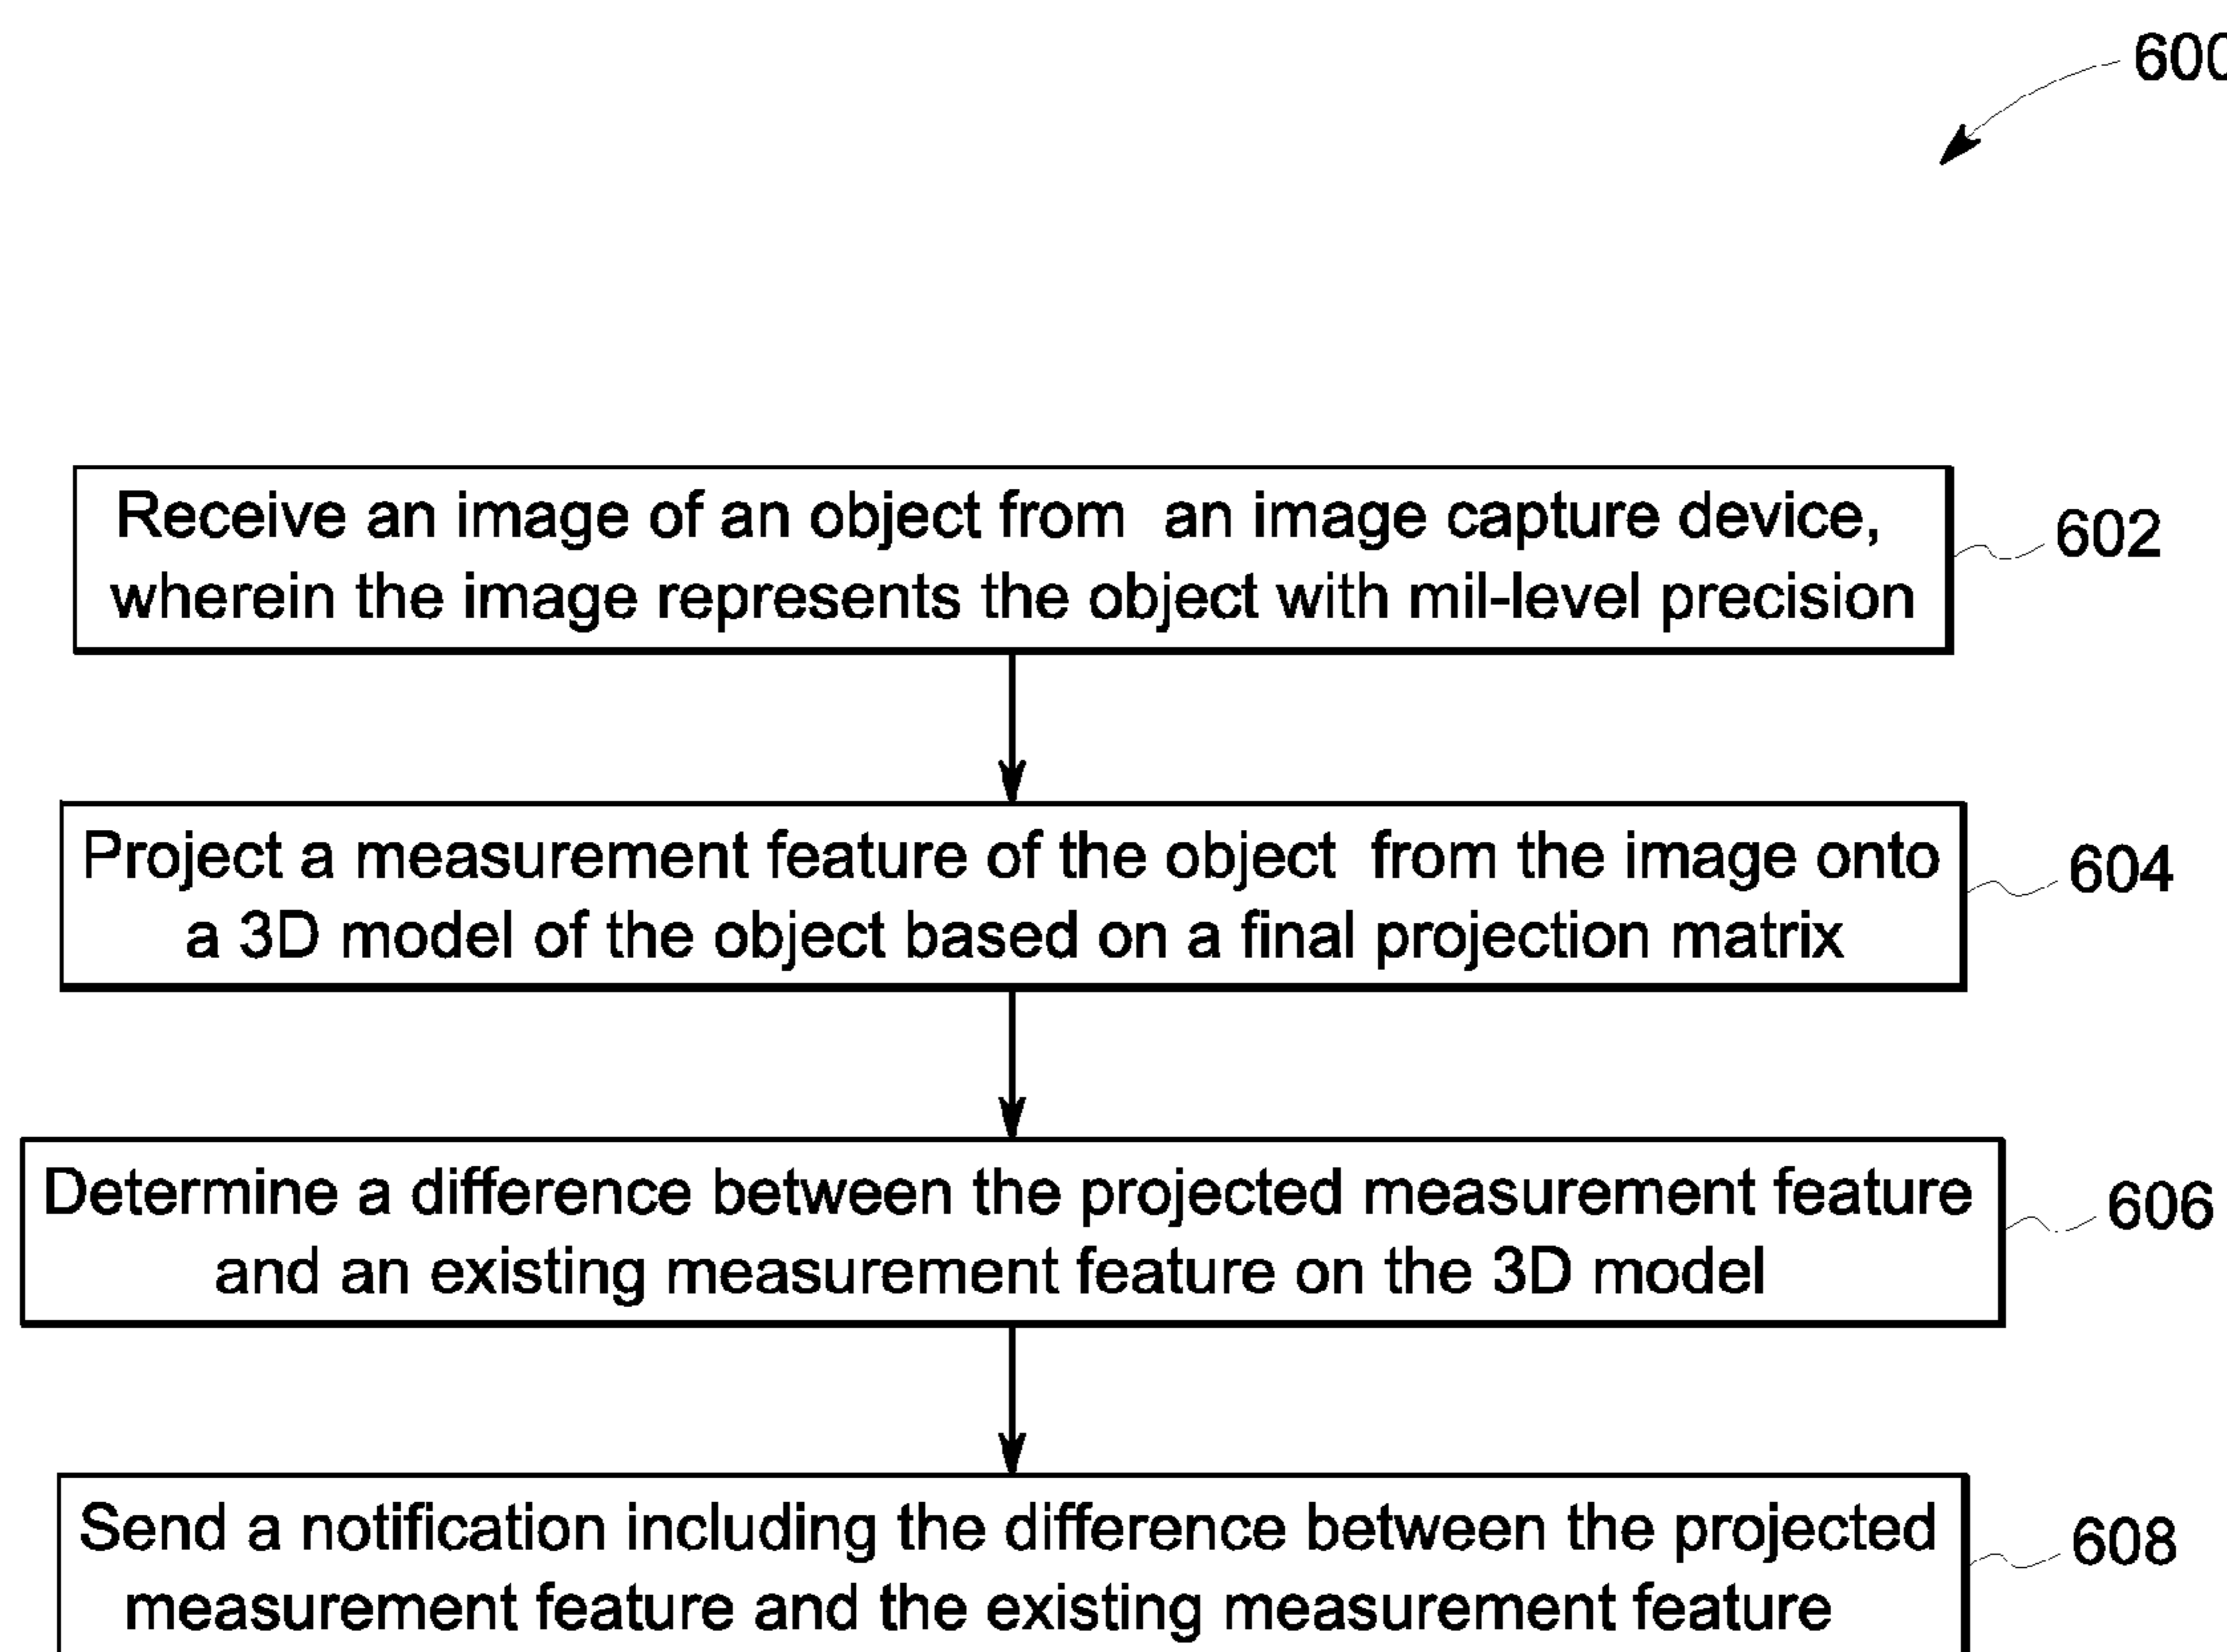 600
Receive an image of an object from an image capture device,
wherein the image represents the object with mil-level precision
602
Project a measurement feature of the object from the image onto
a 3D model of the object based on a final projection matrix
604
Determine a difference between the projected measurement feature
and an existing measurement feature on the 3D model
606
Send a notification including the difference between the projected
measurement feature and the existing measurement feature
608